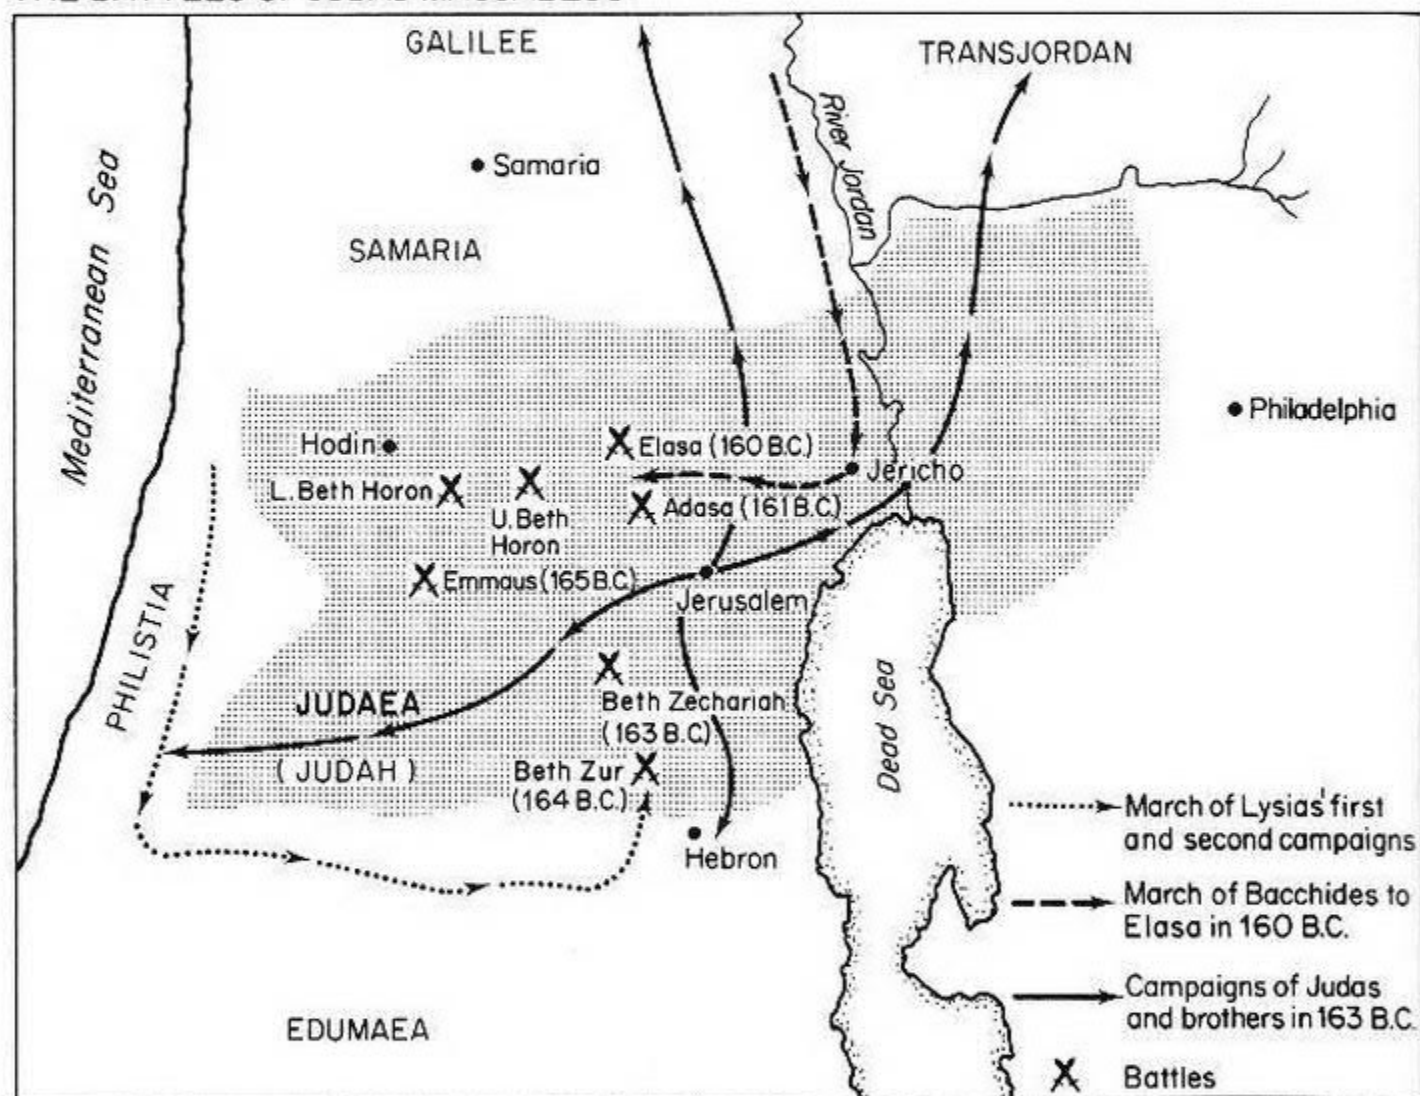 GALILEE
TRANSJORDAN
River Jordan
Mediterranean Sea
Samaria
SAMARIA
Philadelphia
Hodin
Elasa (160 B.C.)
Jericho
L. Beth Horon
U. Beth
Horon
Adasa (161 B.C.)
Emmaus (165 B.C.)
Jerusalem
PHILISTIA
JUDAEA
(JUDAH)
Beth Zechariah
(163 B.C.)
Beth Zur
(164 B.C.)
Dead Sea
Hebron
EDUMAEA
March of Lysias' first
and second campaigns
March of Bacchides to
Elasa in 160 B.C.
Campaigns of Judas
and brothers in 163 B.C.
Battles